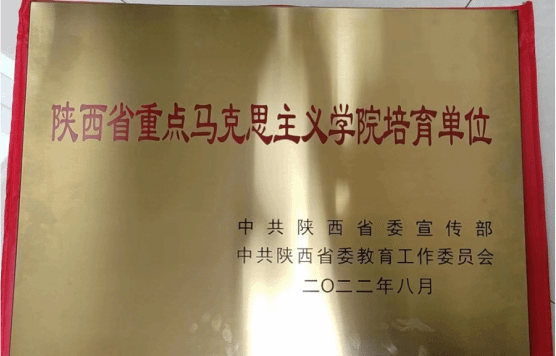 陕西省重点马克思主义学院培育单位
中共陕西省委宣传部
中共陕西省委教育工作委员会
二〇二二年八月